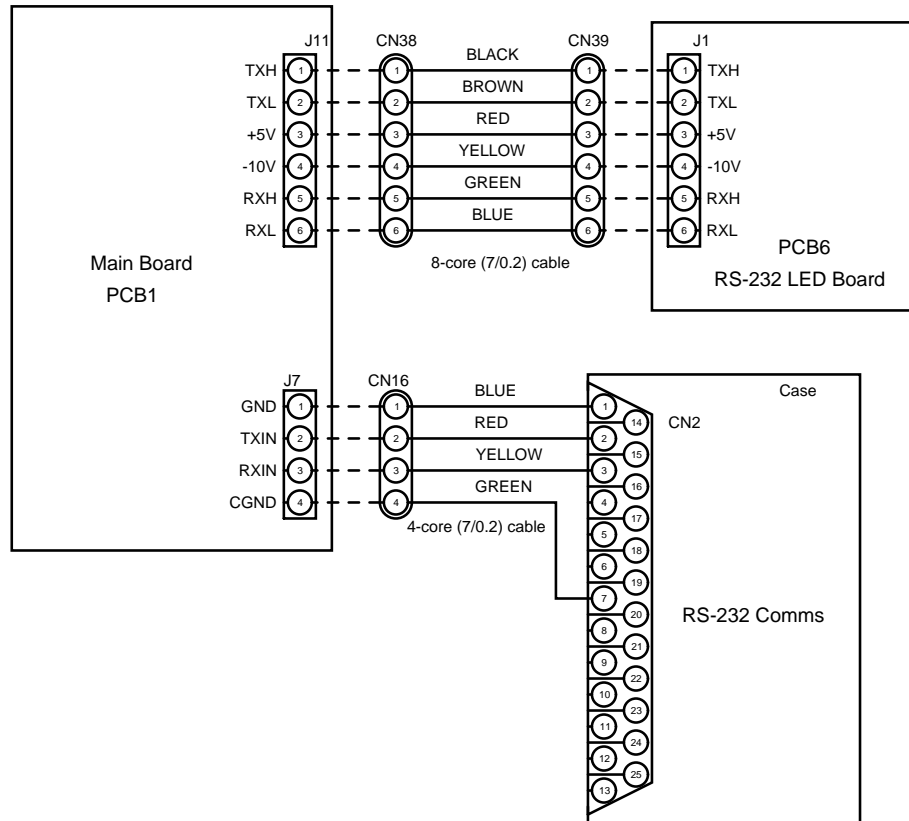 J11 CN38 CN39 J1
TXH 1 1 BLACK 1 1 TXH
TXL 2 2 BROWN 2 2 TXL
+5V 3 3 RED 3 3 +5V
-10V 4 4 YELLOW 4 4 -10V
RXH 5 5 GREEN 5 5 RXH
RXL 6 6 BLUE 6 6 RXL
8-core (7/0.2) cable
Main Board
PCB1
PCB6
RS-232 LED Board
J7 CN16 Case
GND 1 1 BLUE 1
14 CN2
TXIN 2 2 RED 2
15
RXIN 3 3 YELLOW 3
16
CGND 4 4 GREEN 4
17
4-core (7/0.2) cable
5
18
6
19
7
20
RS-232 Comms
8
21
9
22
10
23
11
24
12
25
13